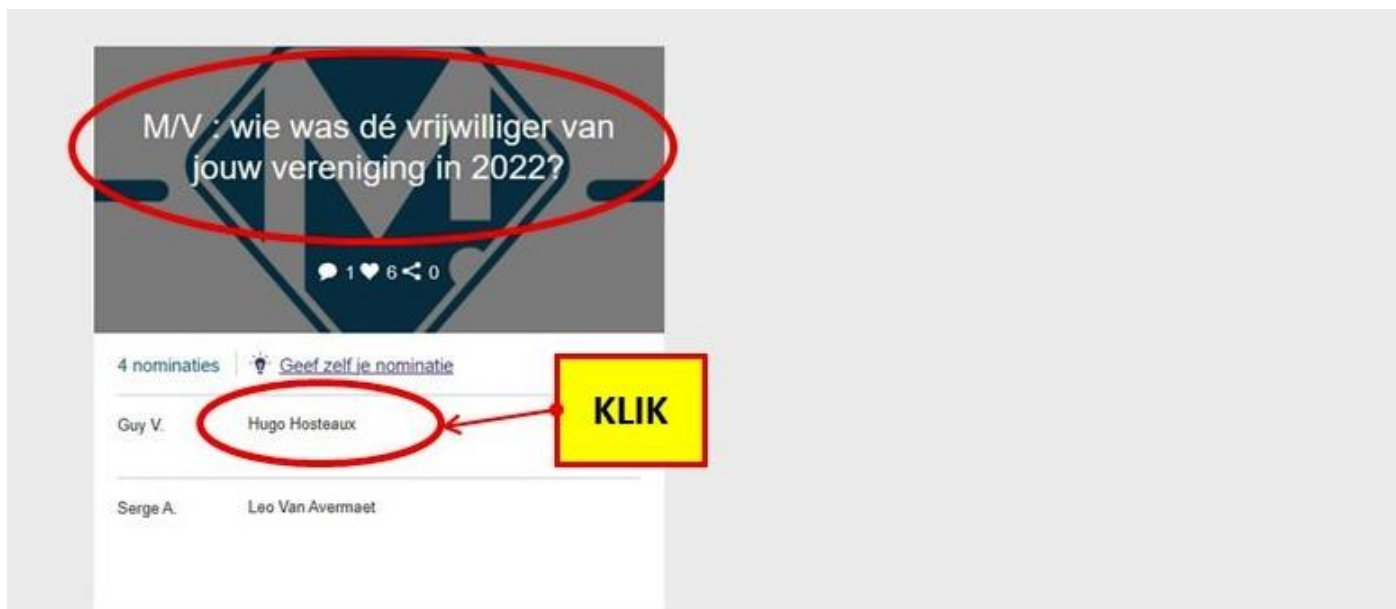 M/V : wie was dé vrijwilliger van
jouw vereniging in 2022?
1 6 0
4 nominaties Geef zelf je nominatie
Guy V. Hugo Hosteaux
KLIK
Serge A. Leo Van Avermaet